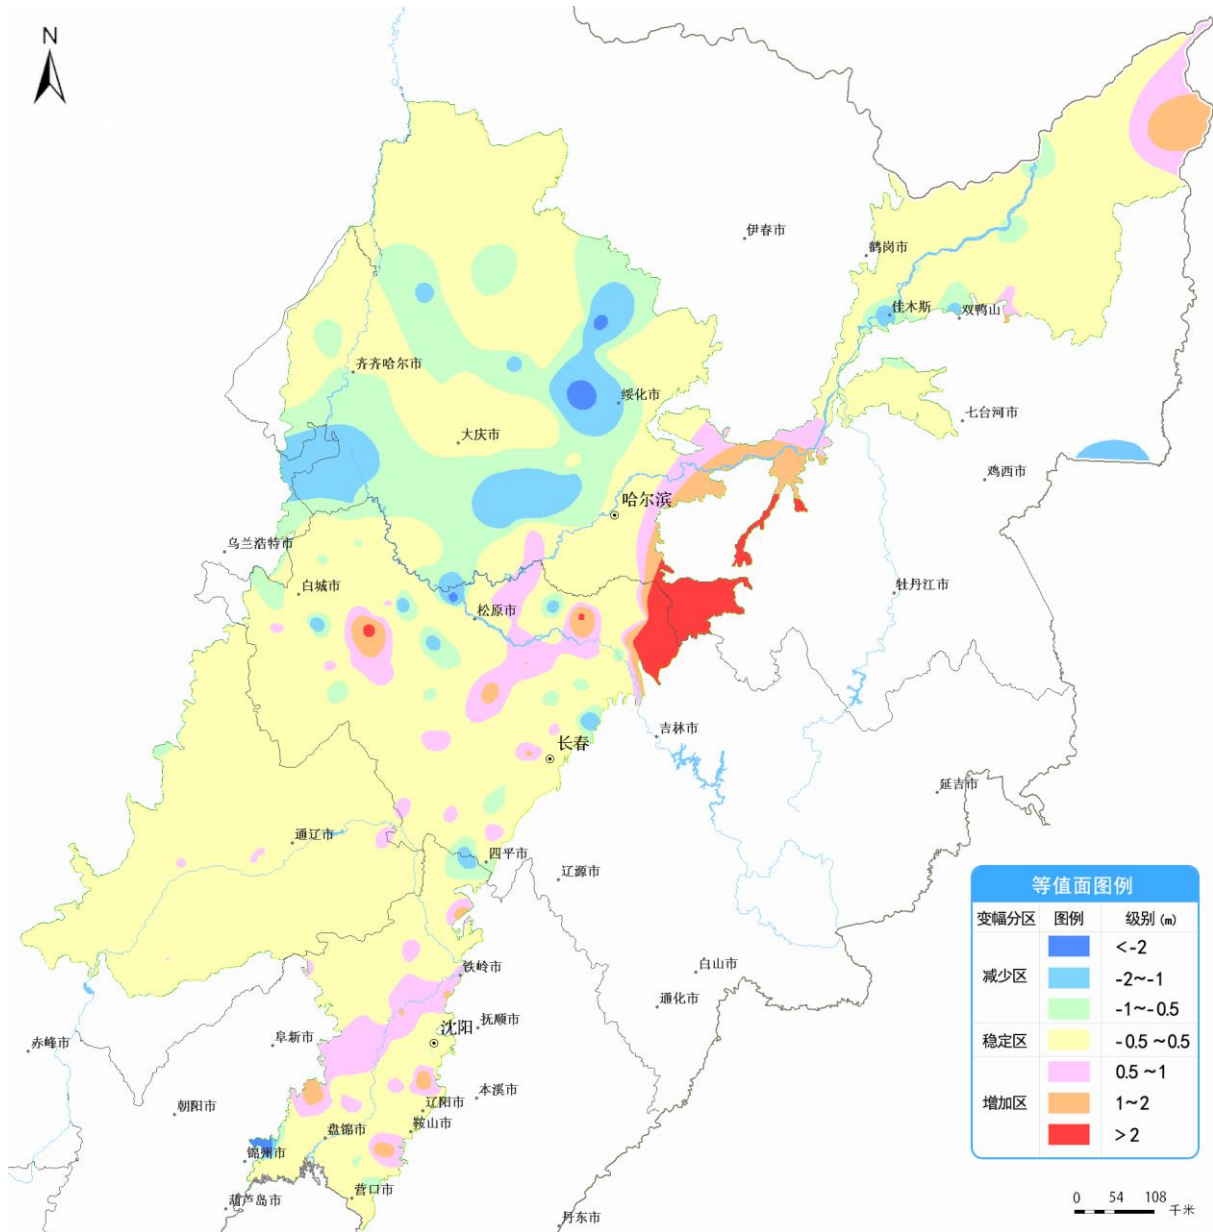 N
伊春市
鹤岗市
佳木斯
双鸭山
齐齐哈尔市
绥化市
七台河市
大庆市
鸡西市
哈尔滨
乌兰浩特市
白城市
牡丹江市
松原市
吉林市
长春
延吉市
通辽市
四平市
辽源市
等值面图例
变幅分区 图例 级别 (m)
减少区
<-2
-2~-1
-1~-0.5
稳定区 -0.5~0.5
增加区
0.5~1
1~2
>2
铁岭市
白山市
通化市
抚顺市
沈阳
阜新市
赤峰市
本溪市
朝阳市
辽阳市
鞍山市
盘锦市
锦州市
营口市
葫芦岛市
丹东市
0 54 108
千米